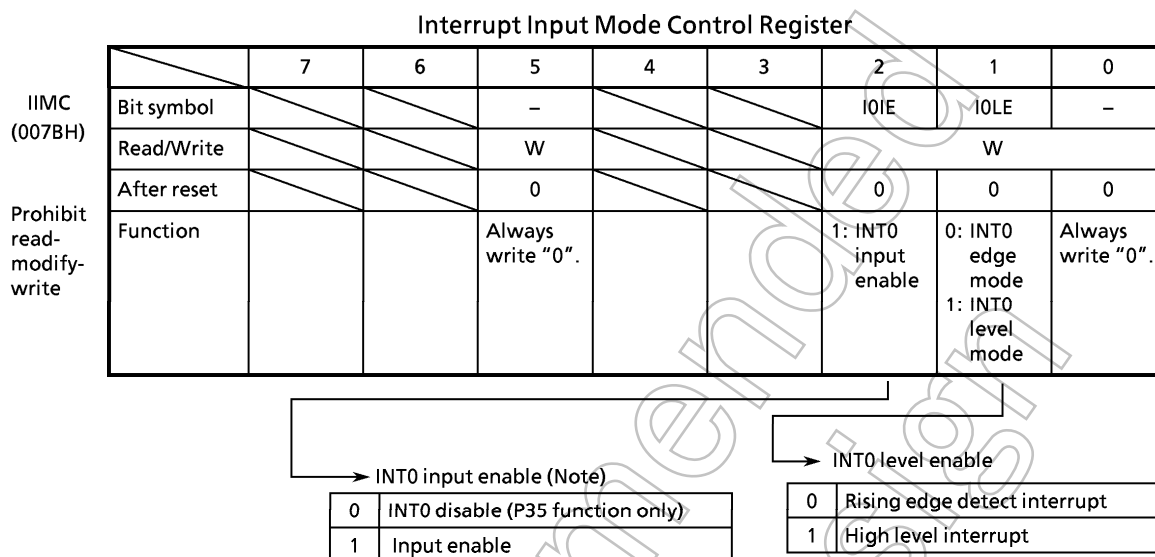 Interrupt Input Mode Control Register
7 6 5 4 3 2 1 0
IIMC
(007BH)
Bit symbol – I0IE I0LE –
Read/Write W W
After reset 0 0 0 0
Prohibit
read-
modify-
write
Function
Always
write “0”.
1: INT0
input
enable
0: INT0
edge
mode
1: INT0
level
mode
Always
write “0”.
INT0 input enable (Note)
0 INT0 disable (P35 function only)
1 Input enable
INT0 level enable
0 Rising edge detect interrupt
1 High level interrupt